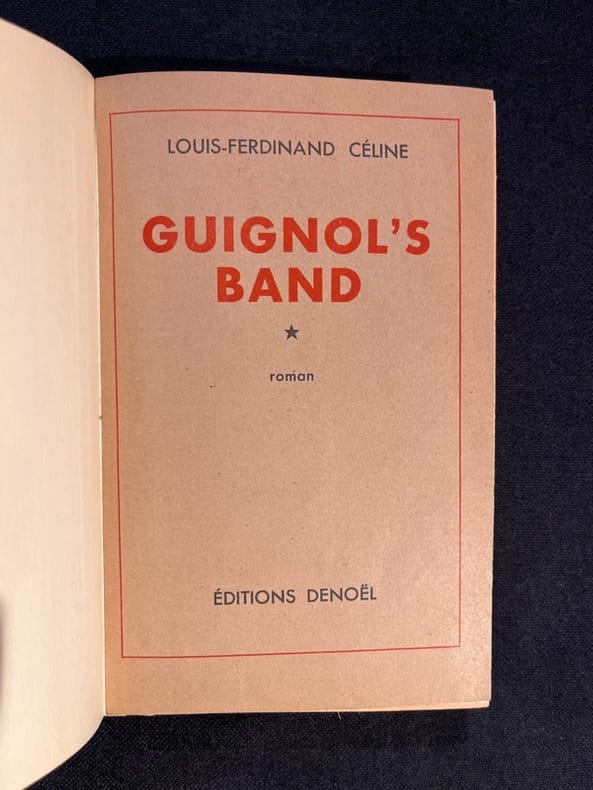 LOUIS-FERDINAND CÉLINE
GUIGNOL'S
BAND
★
roman
ÉDITIONS DENOËL